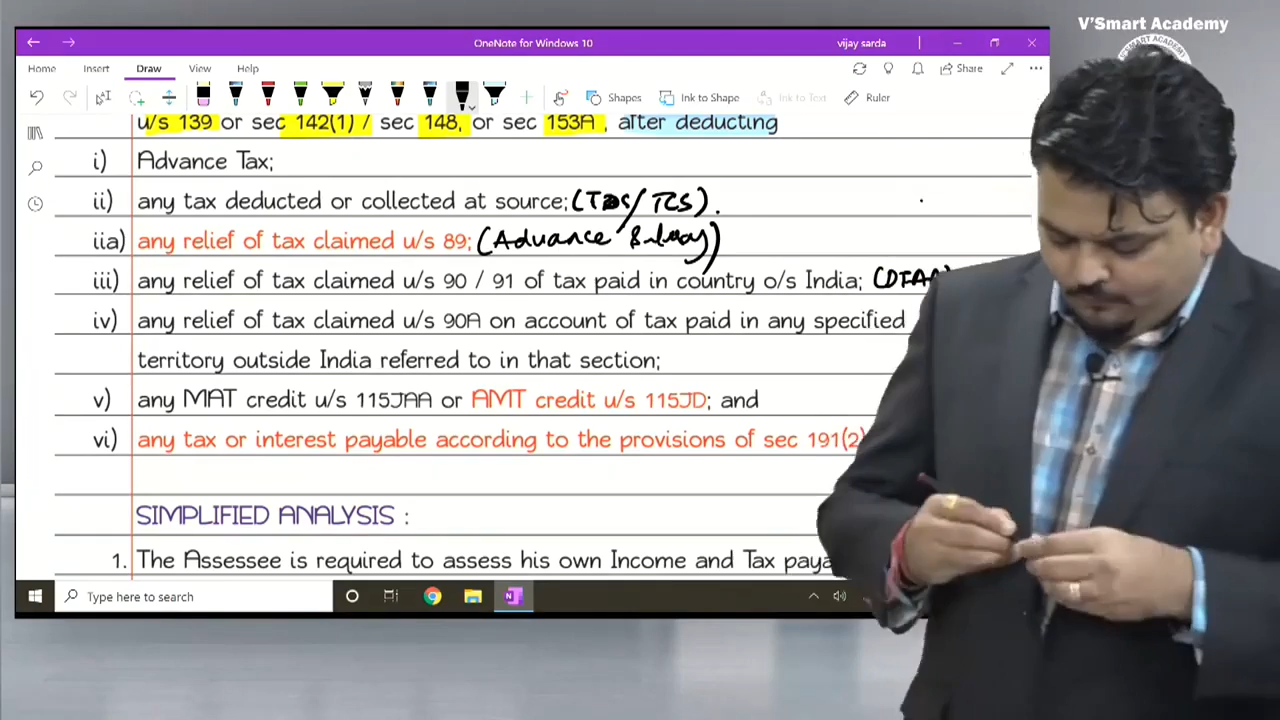 V'Smart Academy
V'SMART ACADEMY
OneNote for Windows 10
vijay sarda
Home Insert Draw View Help
Share
Shapes Ink to Shape Ink to Text Ruler
u/s 139 or sec 142(1) / sec 148, or sec 153A, after deducting
i) Advance Tax;
ii) any tax deducted or collected at source; (TDS/TCS).
iia) any relief of tax claimed u/s 89; (Advance Salary)
iii) any relief of tax claimed u/s 90 / 91 of tax paid in country o/s India; (DTAA)
iv) any relief of tax claimed u/s 90A on account of tax paid in any specified
territory outside India referred to in that section;
v) any MAT credit u/s 115JAA or AMT credit u/s 115JD; and
vi) any tax or interest payable according to the provisions of sec 191(2)
SIMPLIFIED ANALYSIS :
1. The Assessee is required to assess his own Income and Tax
Type here to search